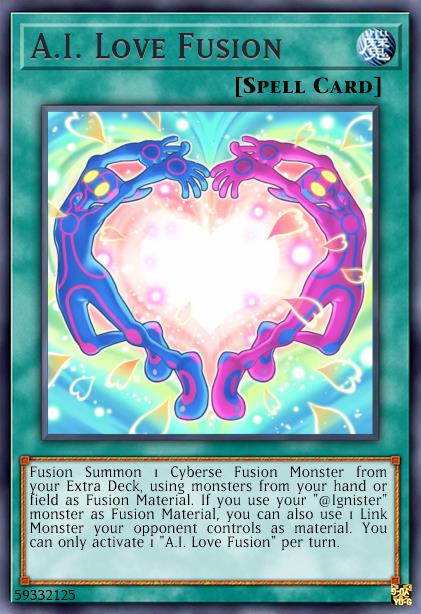 A.I. Love Fusion
魔
[Spell Card]
Fusion Summon 1 Cyberse Fusion Monster from
your Extra Deck, using monsters from your hand or
field as Fusion Material. If you use your "@Ignister"
monster as Fusion Material, you can also use 1 Link
Monster your opponent controls as material. You
can only activate 1 "A.I. Love Fusion" per turn.
59332125